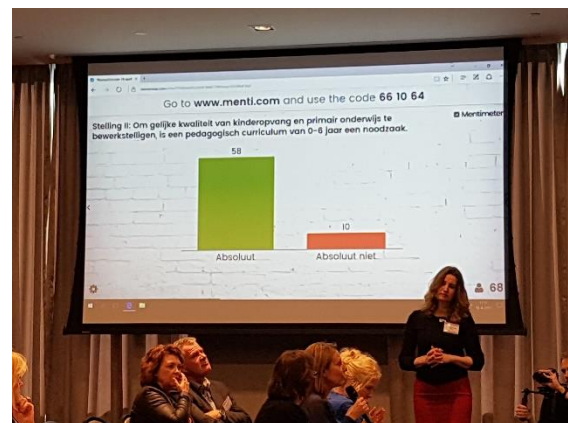 Go to www.menti.com and use the code 66 10 64
Mentimeter
Stelling II: Om gelijke kwaliteit van kinderopvang en primair onderwijs te
bewerkstelligen, is een pedagogisch curriculum van 0-6 jaar een noodzaak.
58
10
Absoluut
Absoluut niet
68